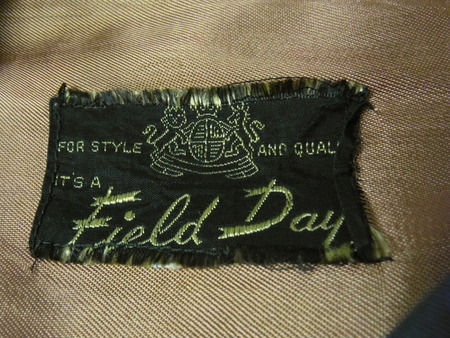 FOR STYLE AND QUAL
IT'S A
Field Day